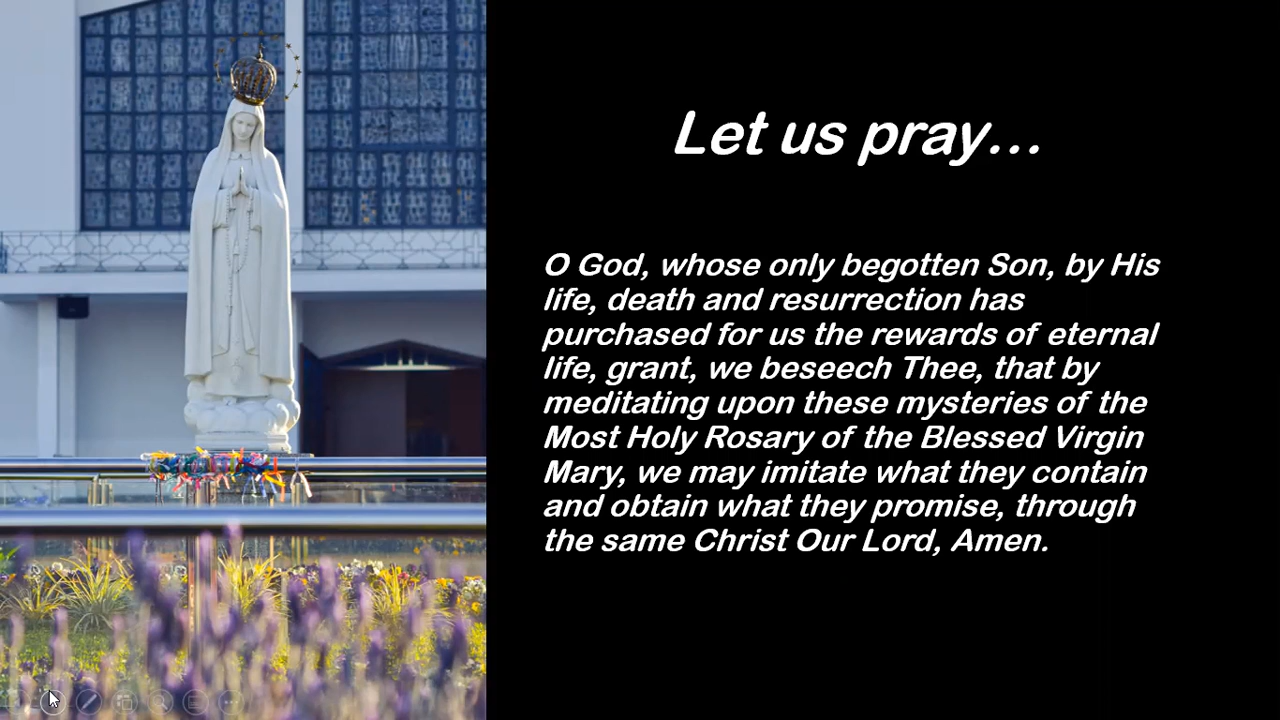 Let us pray...
O God, whose only begotten Son, by His
life, death and resurrection has
purchased for us the rewards of eternal
life, grant, we beseech Thee, that by
meditating upon these mysteries of the
Most Holy Rosary of the Blessed Virgin
Mary, we may imitate what they contain
and obtain what they promise, through
the same Christ Our Lord, Amen.